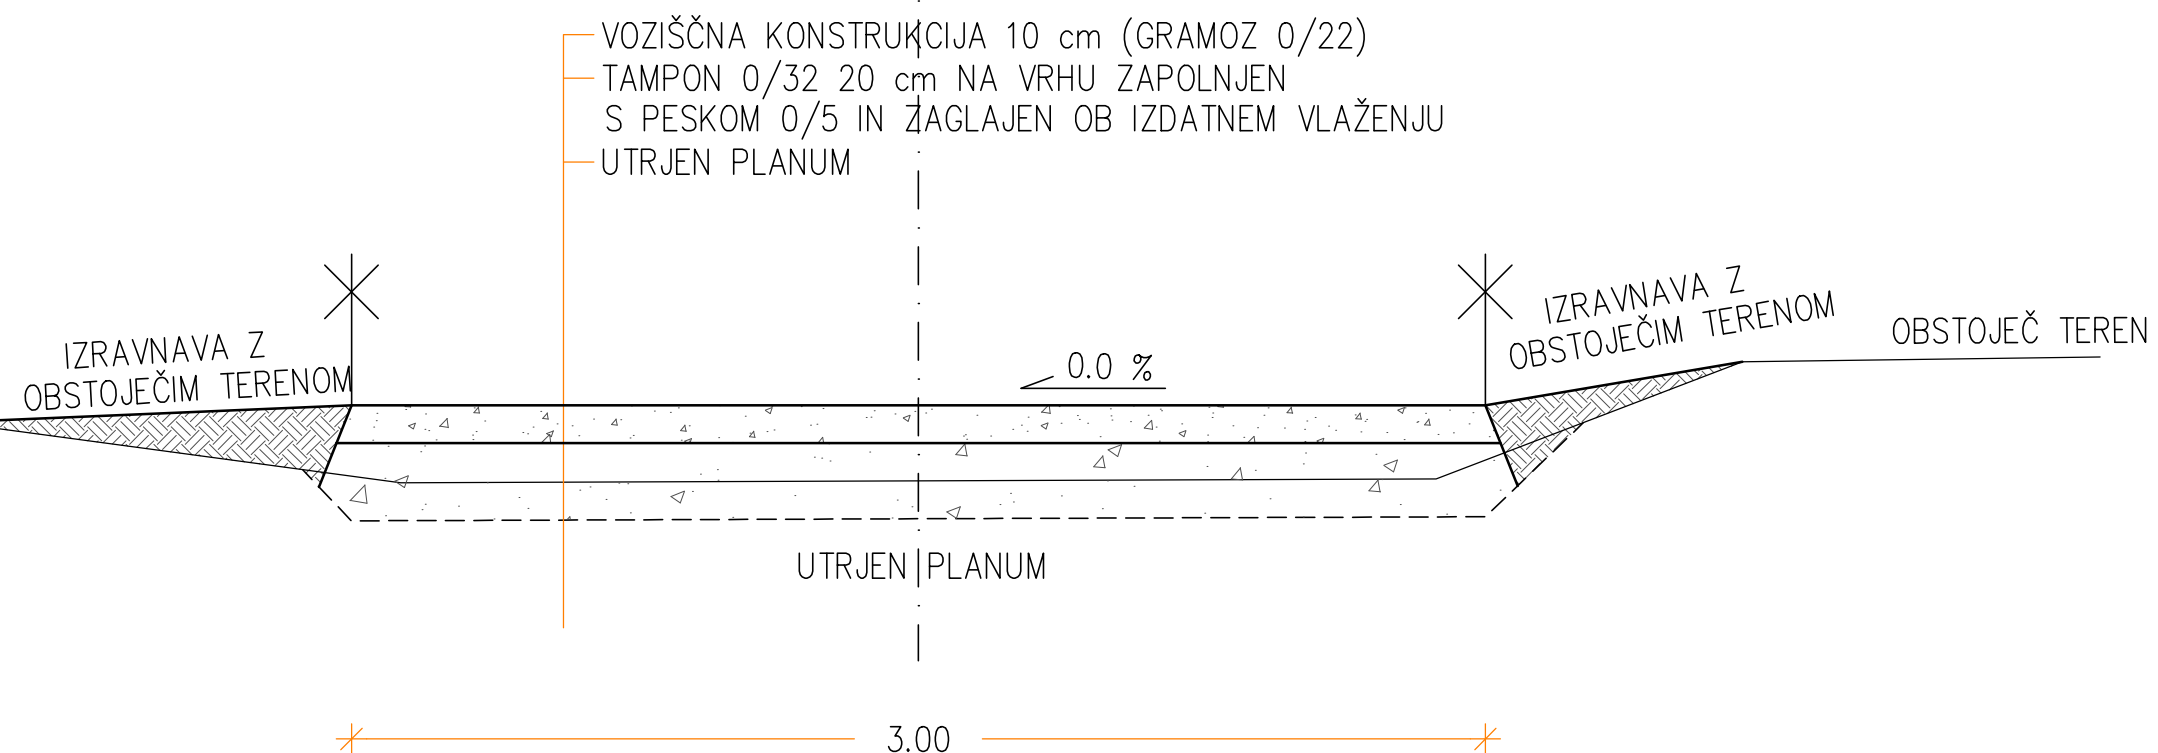 VOZIŠČNA KONSTRUKCIJA 10 cm (GRAMOZ 0/22)
TAMPON 0/32 20 cm NA VRHU ZAPOLNJEN
S PESKOM 0/5 IN ZAGLAJEN OB IZDATNEM VLAŽENJU
UTRJEN PLANUM
IZRAVNAVA Z
OBSTOJEČIM TERENOM
0.0 %
IZRAVNAVA Z
OBSTOJEČIM TERENOM
OBSTOJEČ TEREN
UTRJEN PLANUM
3.00